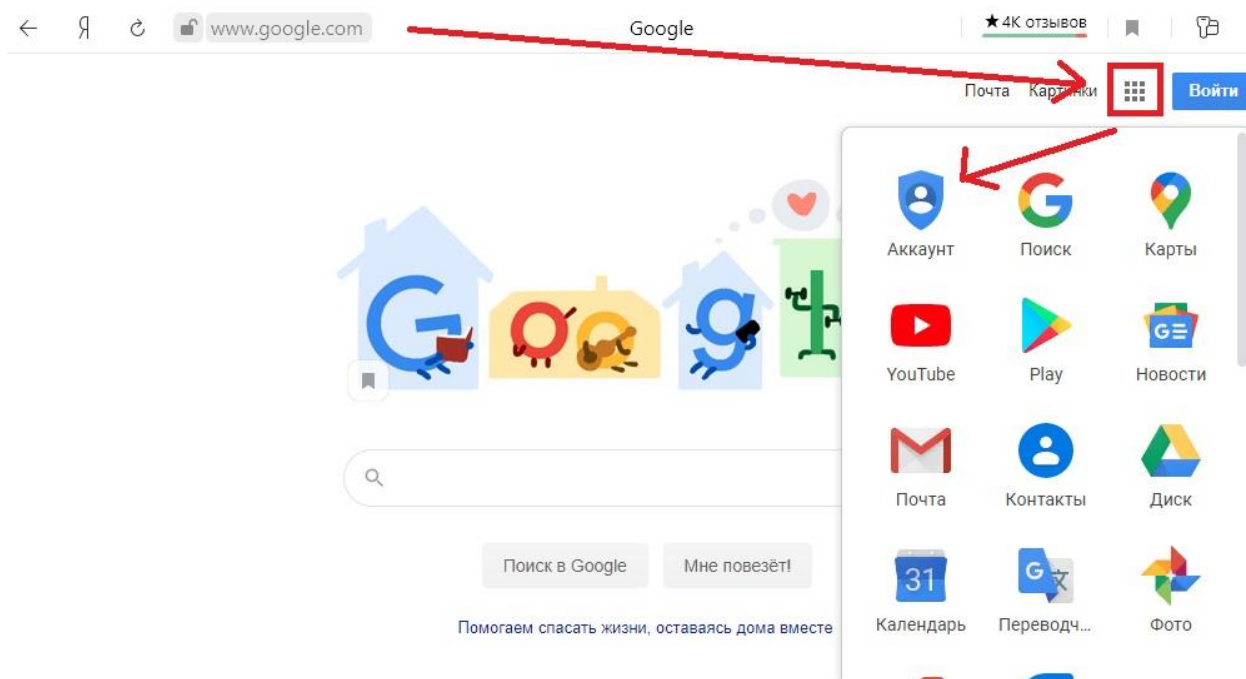 Я www.google.com Google ★4K отзывов
Почта Картинки Войти
Аккаунт Поиск Карты
YouTube Play Новости
Почта Контакты Диск
31
Календарь Переводч... Фото
Поиск в Google Мне повезёт!
Помогаем спасать жизни, оставаясь дома вместе